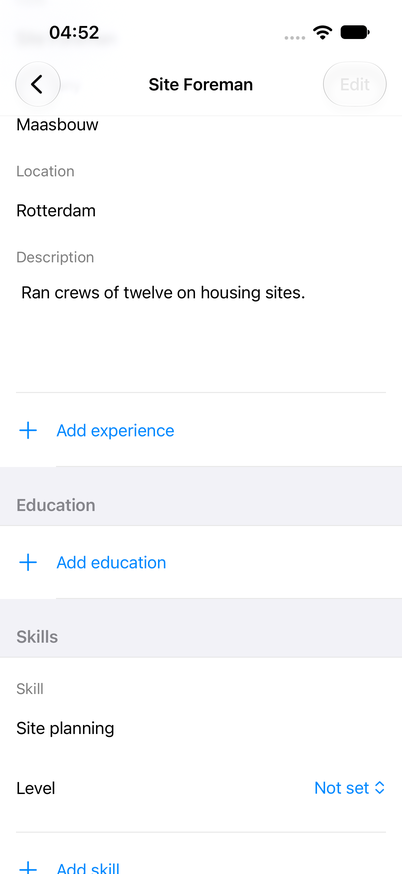 04:52
Site Foreman
Edit
Maasbouw
Location
Rotterdam
Description
Ran crews of twelve on housing sites.
Add experience
Education
Add education
Skills
Skill
Site planning
Level
Not set
Add skill